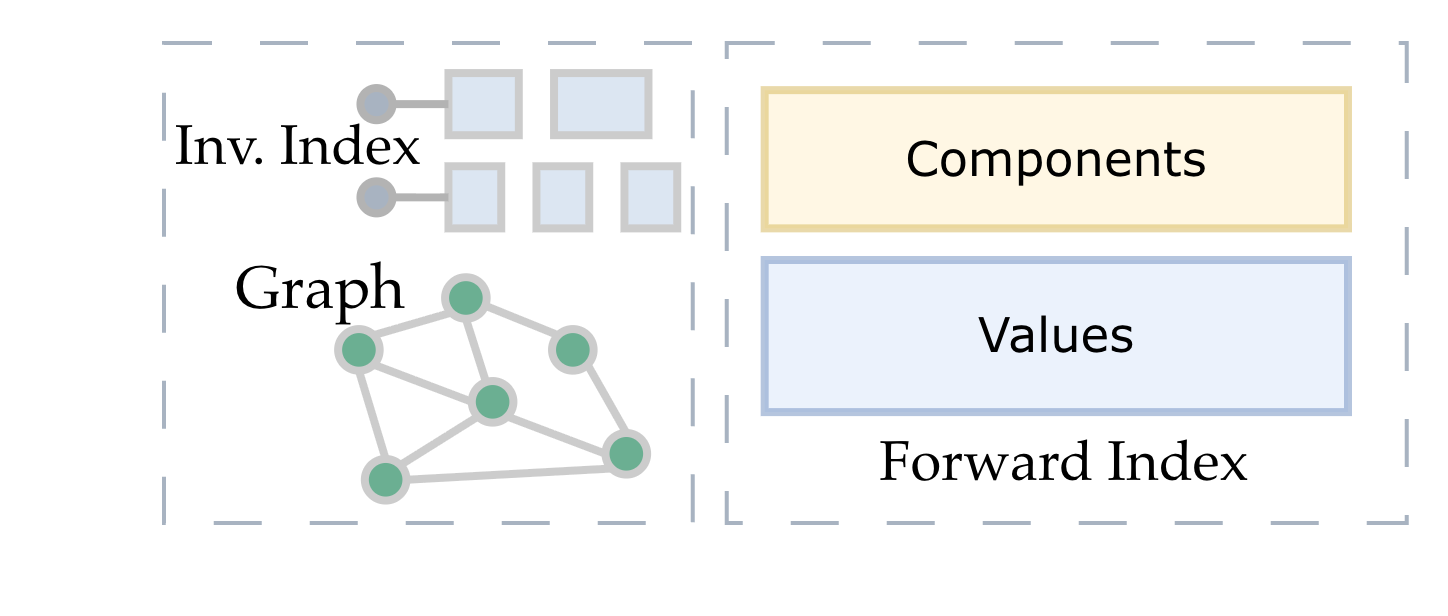 Inv. Index
Graph
Components
Values
Forward Index